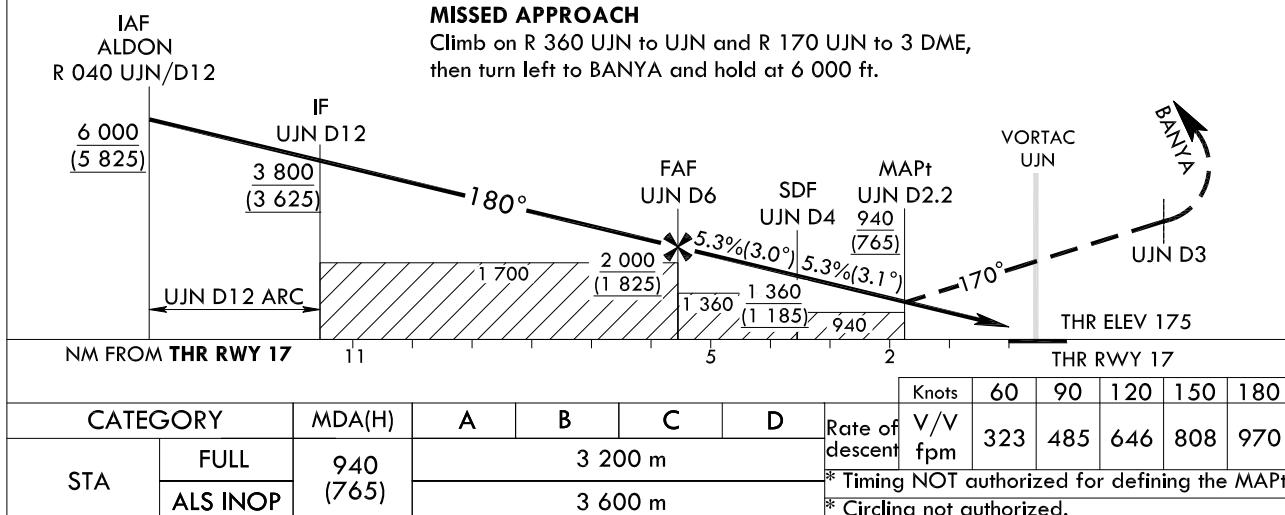 MISSED APPROACH
Climb on R 360 UJN to UJN and R 170 UJN to 3 DME,
then turn left to BANYA and hold at 6 000 ft.
IAF
ALDON
R 040 UJN/D12
6 000
(5 825)
IF
UJN D12
3 800
(3 625)
180°
FAF
UJN D6
2 000
(1 825)
SDF
UJN D4
1 360
(1 185)
MAPt
UJN D2.2
940
(765)
VORTAC
UJN
BANYA
5.3%(3.0°)
5.3%(3.1°)
170°
UJN D3
1 700
1 360
940
UJN D12 ARC
THR ELEV 175
NM FROM THR RWY 17
11
5
2
THR RWY 17
CATEGORY MDA(H) A B C D
STA FULL 940 (765) 3 200 m
ALS INOP 3 600 m
Knots 60 90 120 150 180
Rate of descent V/V fpm 323 485 646 808 970
* Timing NOT authorized for defining the MAPt
* Circling not authorized.